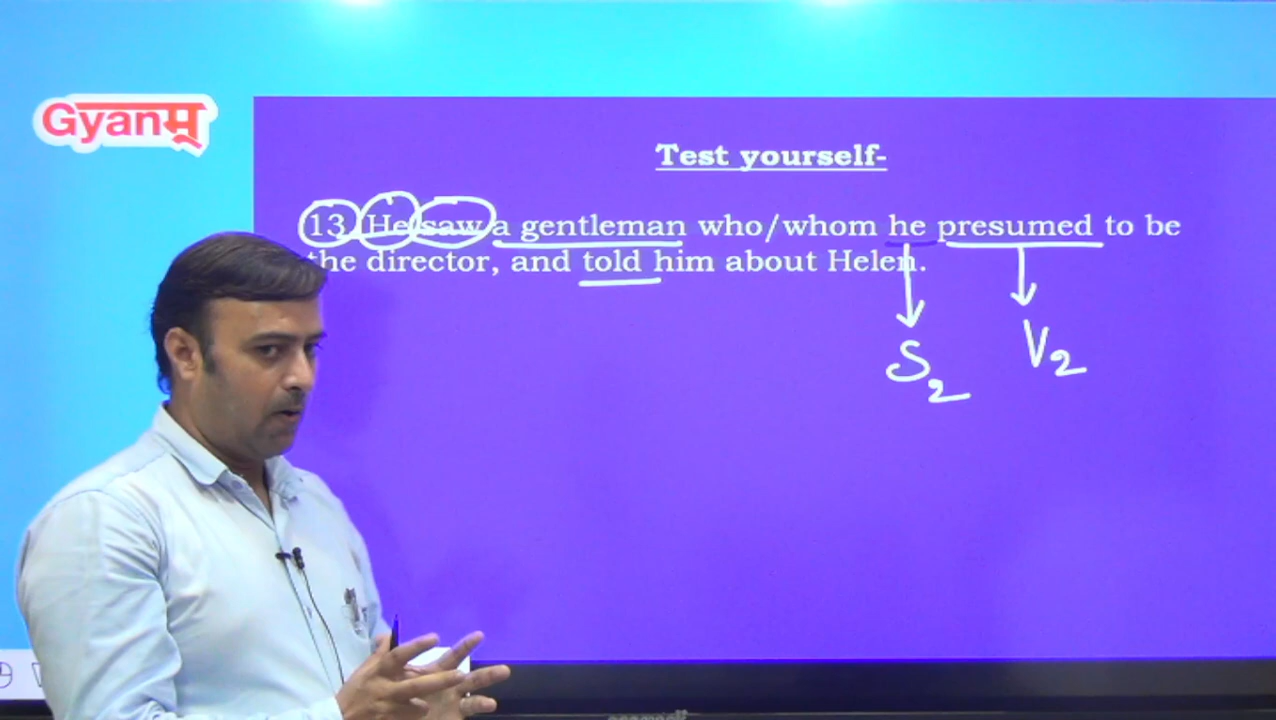 Gyanम्
Test yourself-
13 He saw a gentleman who/whom he presumed to be
the director, and told him about Helen.
S2
V2